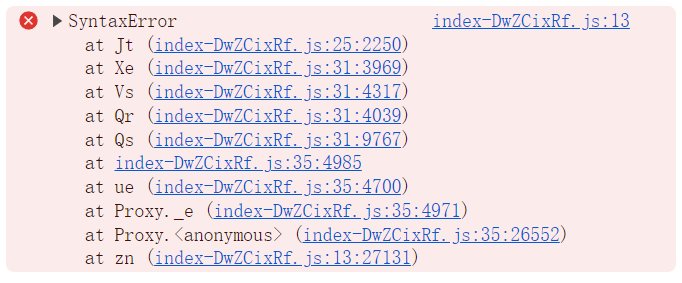 SyntaxError index-DwZCixRf.js:13
at Jt (index-DwZCixRf.js:25:2250)
at Xe (index-DwZCixRf.js:31:3969)
at Vs (index-DwZCixRf.js:31:4317)
at Qr (index-DwZCixRf.js:31:4039)
at Qs (index-DwZCixRf.js:31:9767)
at index-DwZCixRf.js:35:4985
at ue (index-DwZCixRf.js:35:4700)
at Proxy._e (index-DwZCixRf.js:35:4971)
at Proxy.<anonymous> (index-DwZCixRf.js:35:26552)
at zn (index-DwZCixRf.js:13:27131)